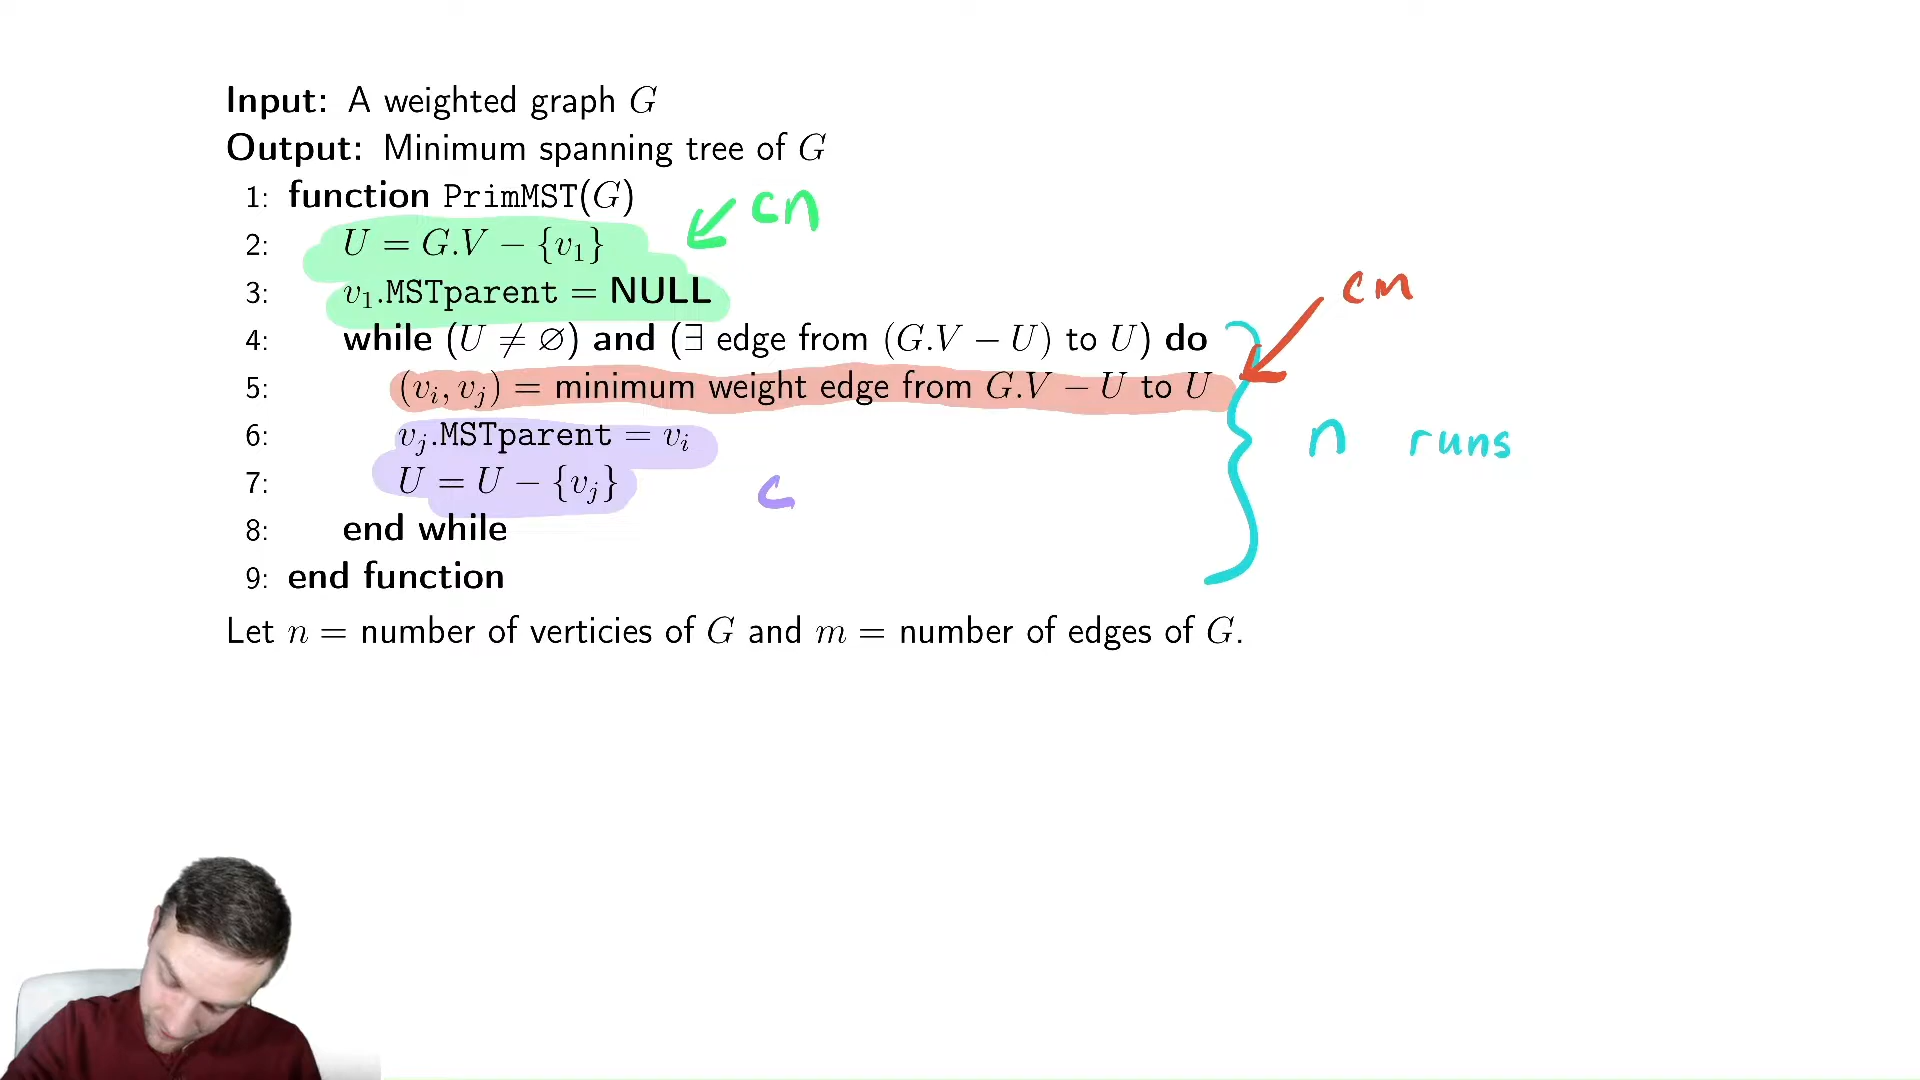 Input: A weighted graph G
Output: Minimum spanning tree of G
1: function PrimMST(G)
cn
2: U = G.V − {v₁}
3: v₁.MSTparent = NULL
cm
4: while (U ≠ ∅) and (∃ edge from (G.V − U) to U) do
5: (vᵢ, vⱼ) = minimum weight edge from G.V − U to U
6: vⱼ.MSTparent = vᵢ
n runs
7: U = U − {vⱼ}
c
8: end while
9: end function
Let n = number of verticies of G and m = number of edges of G.